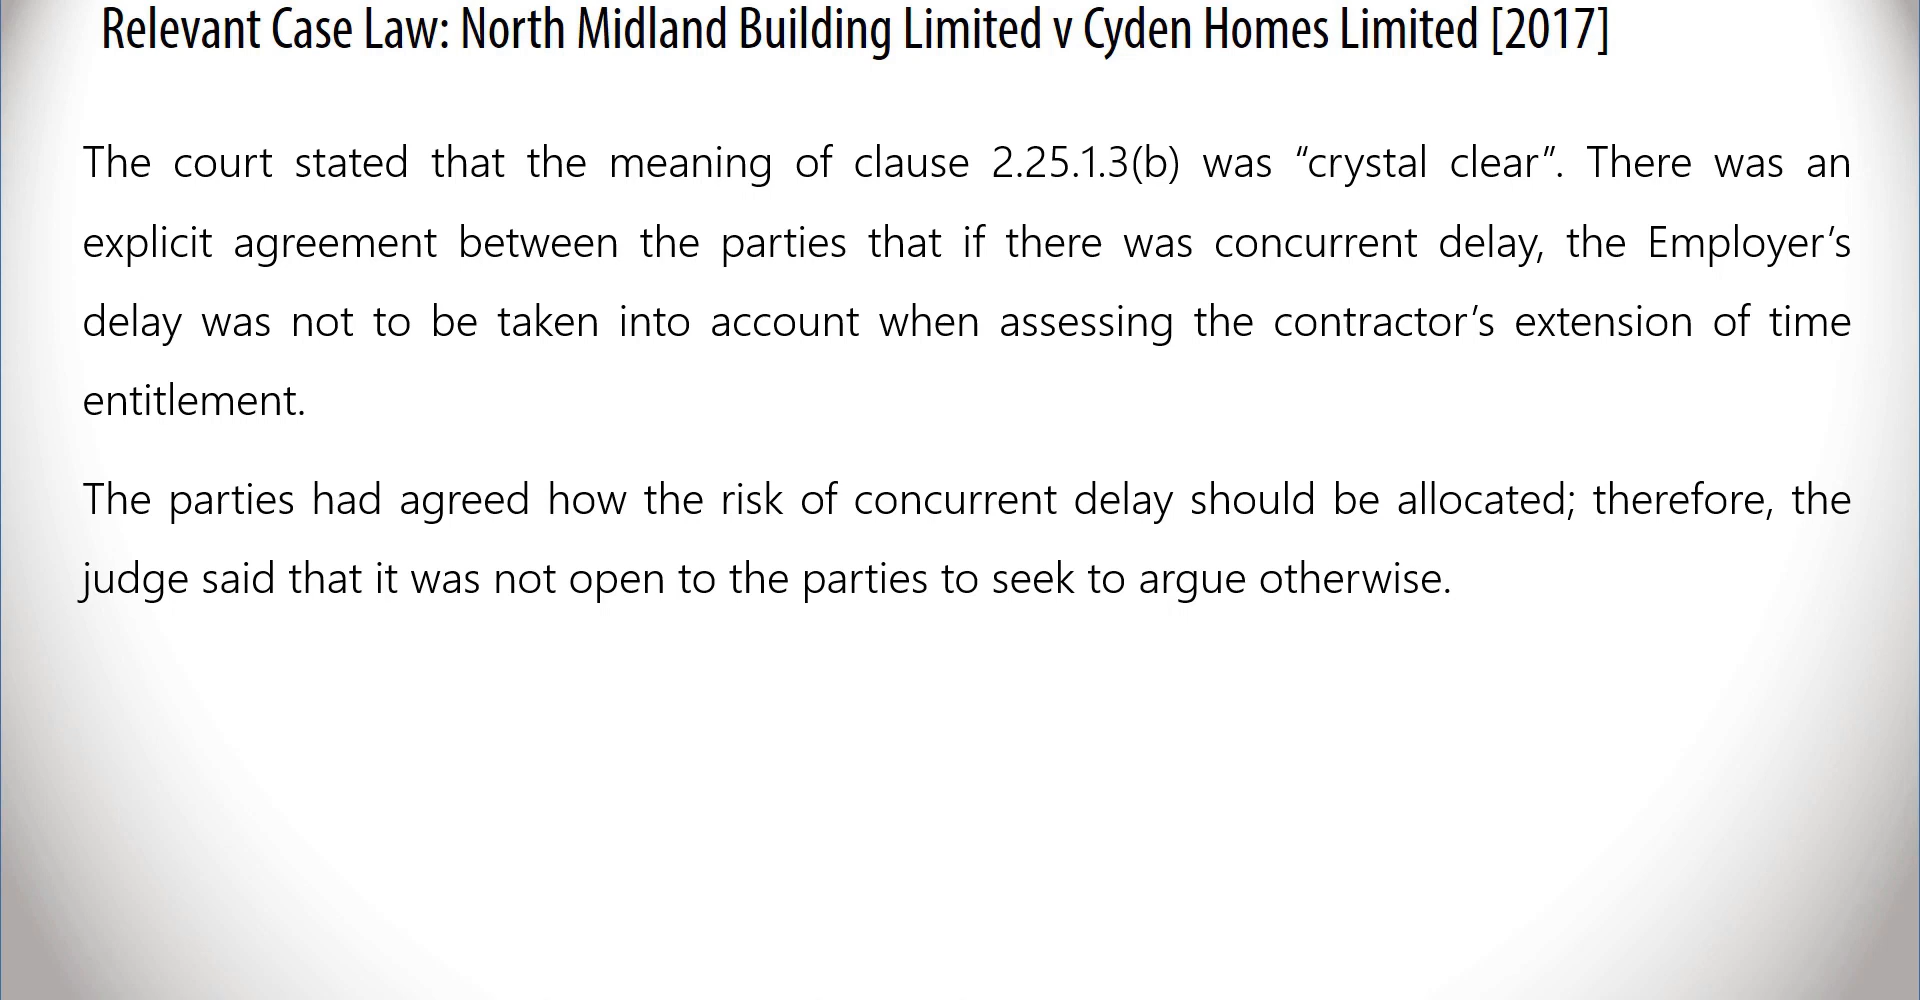 Relevant Case Law: North Midland Building Limited v Cyden Homes Limited [2017]
The court stated that the meaning of clause 2.25.1.3(b) was “crystal clear”. There was an
explicit agreement between the parties that if there was concurrent delay, the Employer’s
delay was not to be taken into account when assessing the contractor’s extension of time
entitlement.
The parties had agreed how the risk of concurrent delay should be allocated; therefore, the
judge said that it was not open to the parties to seek to argue otherwise.